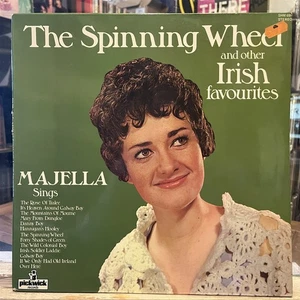 The Spinning Wheel
and other
Irish
favourites
MAJELLA
Sings
The Rose Of Tralee
It's Heaven Around Galway Bay
The Mountains Of Mourne
Mary From Dungloe
Danny Boy
Flannigan's Hooley
The Spinning Wheel
Forty Shades of Green
The Wild Colonial Boy
Irish Soldier Laddie
Galway Bay
If We Only Had Old Ireland
Over Here
pickwick